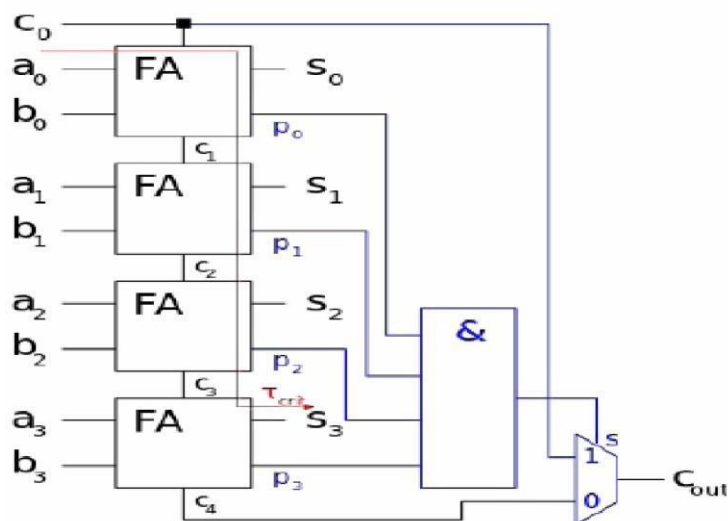 c₀
a₀ FA s₀
b₀ p₀
c₁
a₁ FA s₁
b₁ p₁
c₂
a₂ FA s₂
b₂ p₂ &
c₃ τcrit
a₃ FA s₃
s
b₃ p₃ 1
cout
c₄ 0